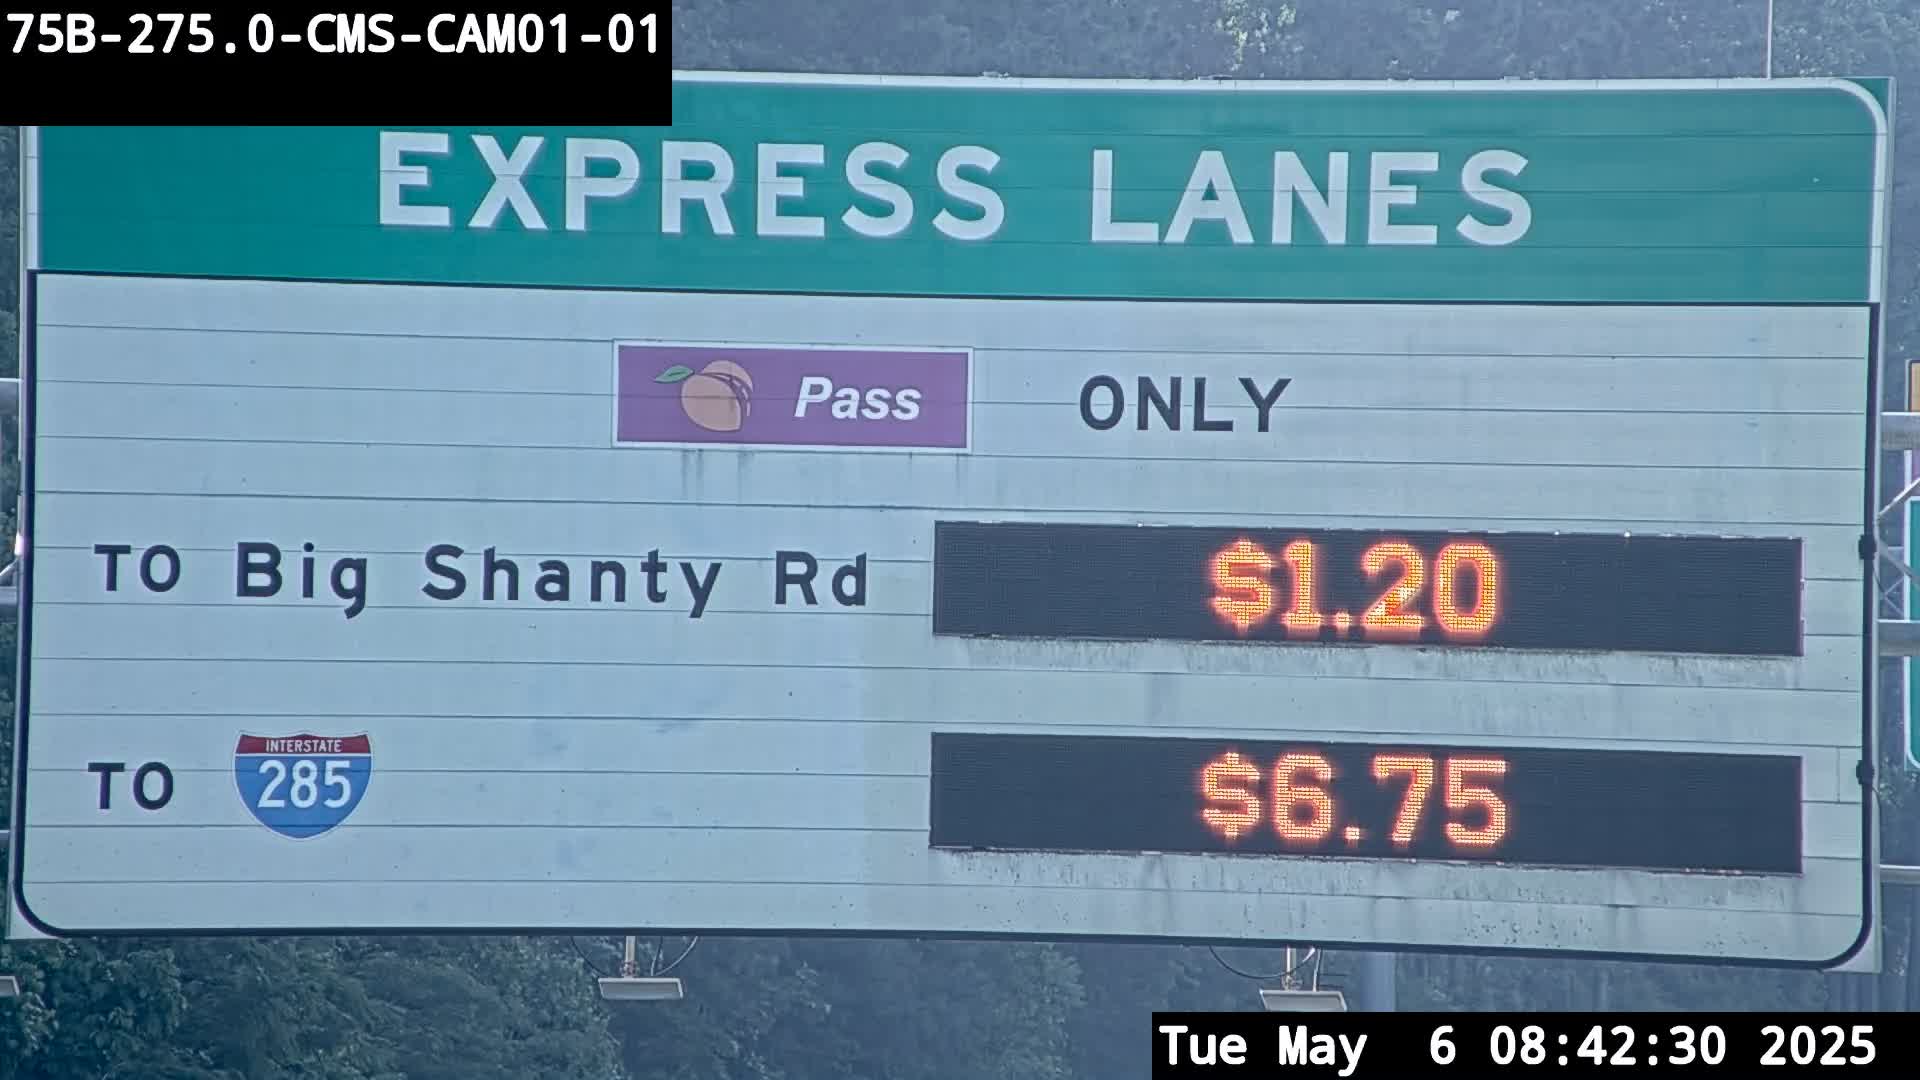 75B-275.0-CMS-CAM01-01
EXPRESS LANES
Pass ONLY
TO Big Shanty Rd $1.20
INTERSTATE
TO 285 $6.75
Tue May 6 08:42:30 2025